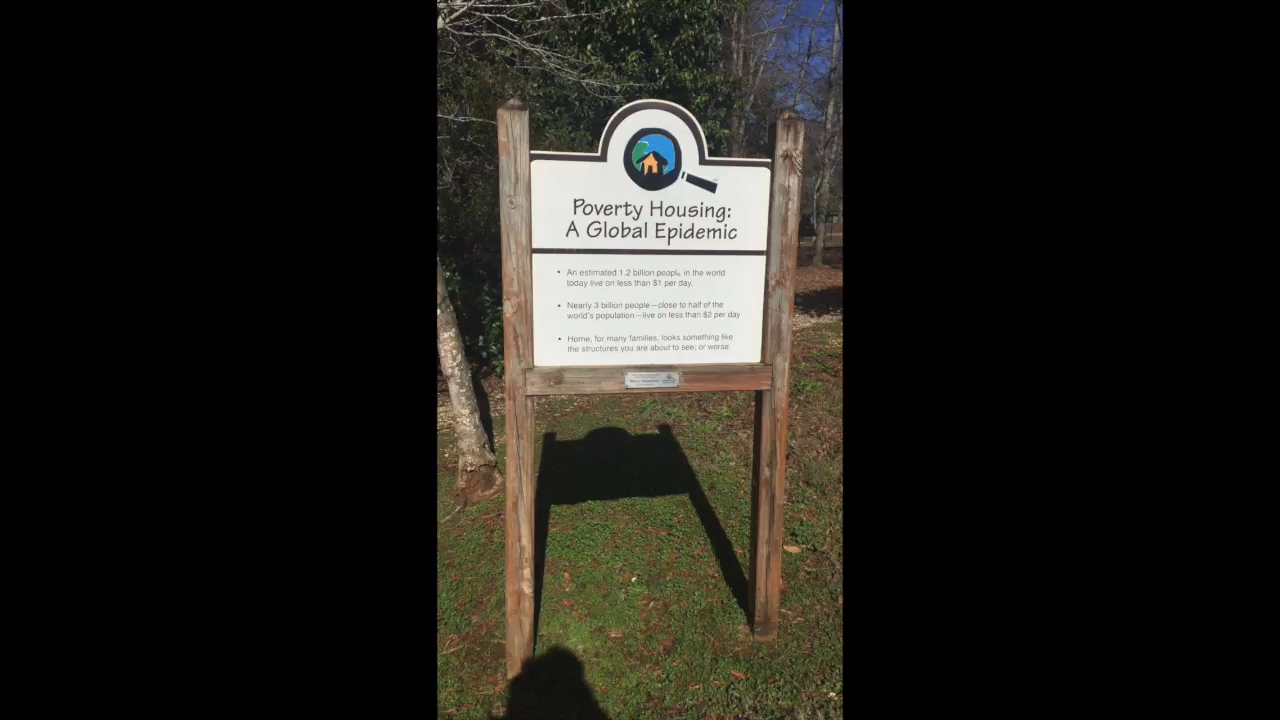 Poverty Housing:
A Global Epidemic
• An estimated 1.2 billion people in the world
today live on less than $1 per day.
• Nearly 3 billion people—close to half of the
world's population—live on less than $2 per day
• Home, for many families, looks something like
the structures you are about to see; or worse.